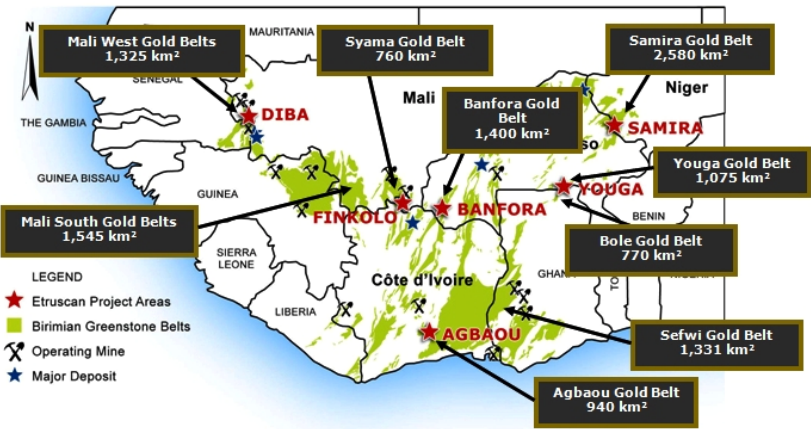 N
Mali West Gold Belts
1,325 km²
MAURITANIA
Syama Gold Belt
760 km²
Samira Gold Belt
2,580 km²
SENEGAL
Mali
Niger
Banfora Gold
Belt
1,400 km²
THE GAMBIA
DIBA
SAMIRA
so
Youga Gold Belt
1,075 km²
GUINEA BISSAU
GUINEA
YOUGA
Mali South Gold Belts
1,545 km²
FINKOLO
BANFORA
BENIN
Bole Gold Belt
770 km²
SIERRA
LEONE
Côte d'Ivoire
GHANA
TO
NIGERIA
LEGEND
Etruscan Project Areas
Birimian Greenstone Belts
Operating Mine
Major Deposit
LIBERIA
AGBAOU
Sefwi Gold Belt
1,331 km²
Agbaou Gold Belt
940 km²